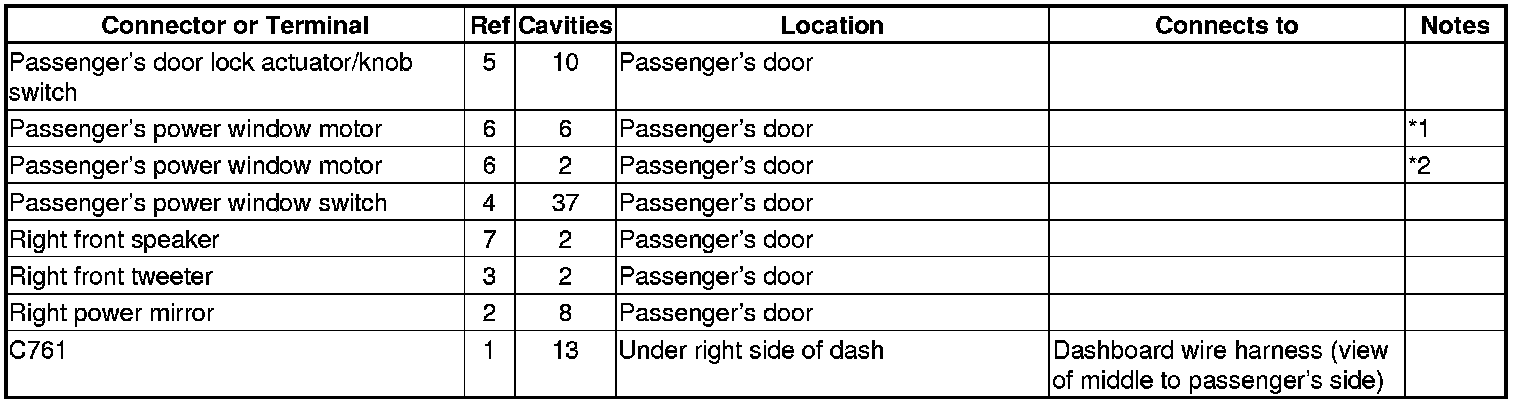 Connector or Terminal Ref Cavities Location Connects to Notes
Passenger's door lock actuator/knob switch 5 10 Passenger's door
Passenger's power window motor 6 6 Passenger's door *1
Passenger's power window motor 6 2 Passenger's door *2
Passenger's power window switch 4 37 Passenger's door
Right front speaker 7 2 Passenger's door
Right front tweeter 3 2 Passenger's door
Right power mirror 2 8 Passenger's door
C761 1 13 Under right side of dash Dashboard wire harness (view of middle to passenger's side)